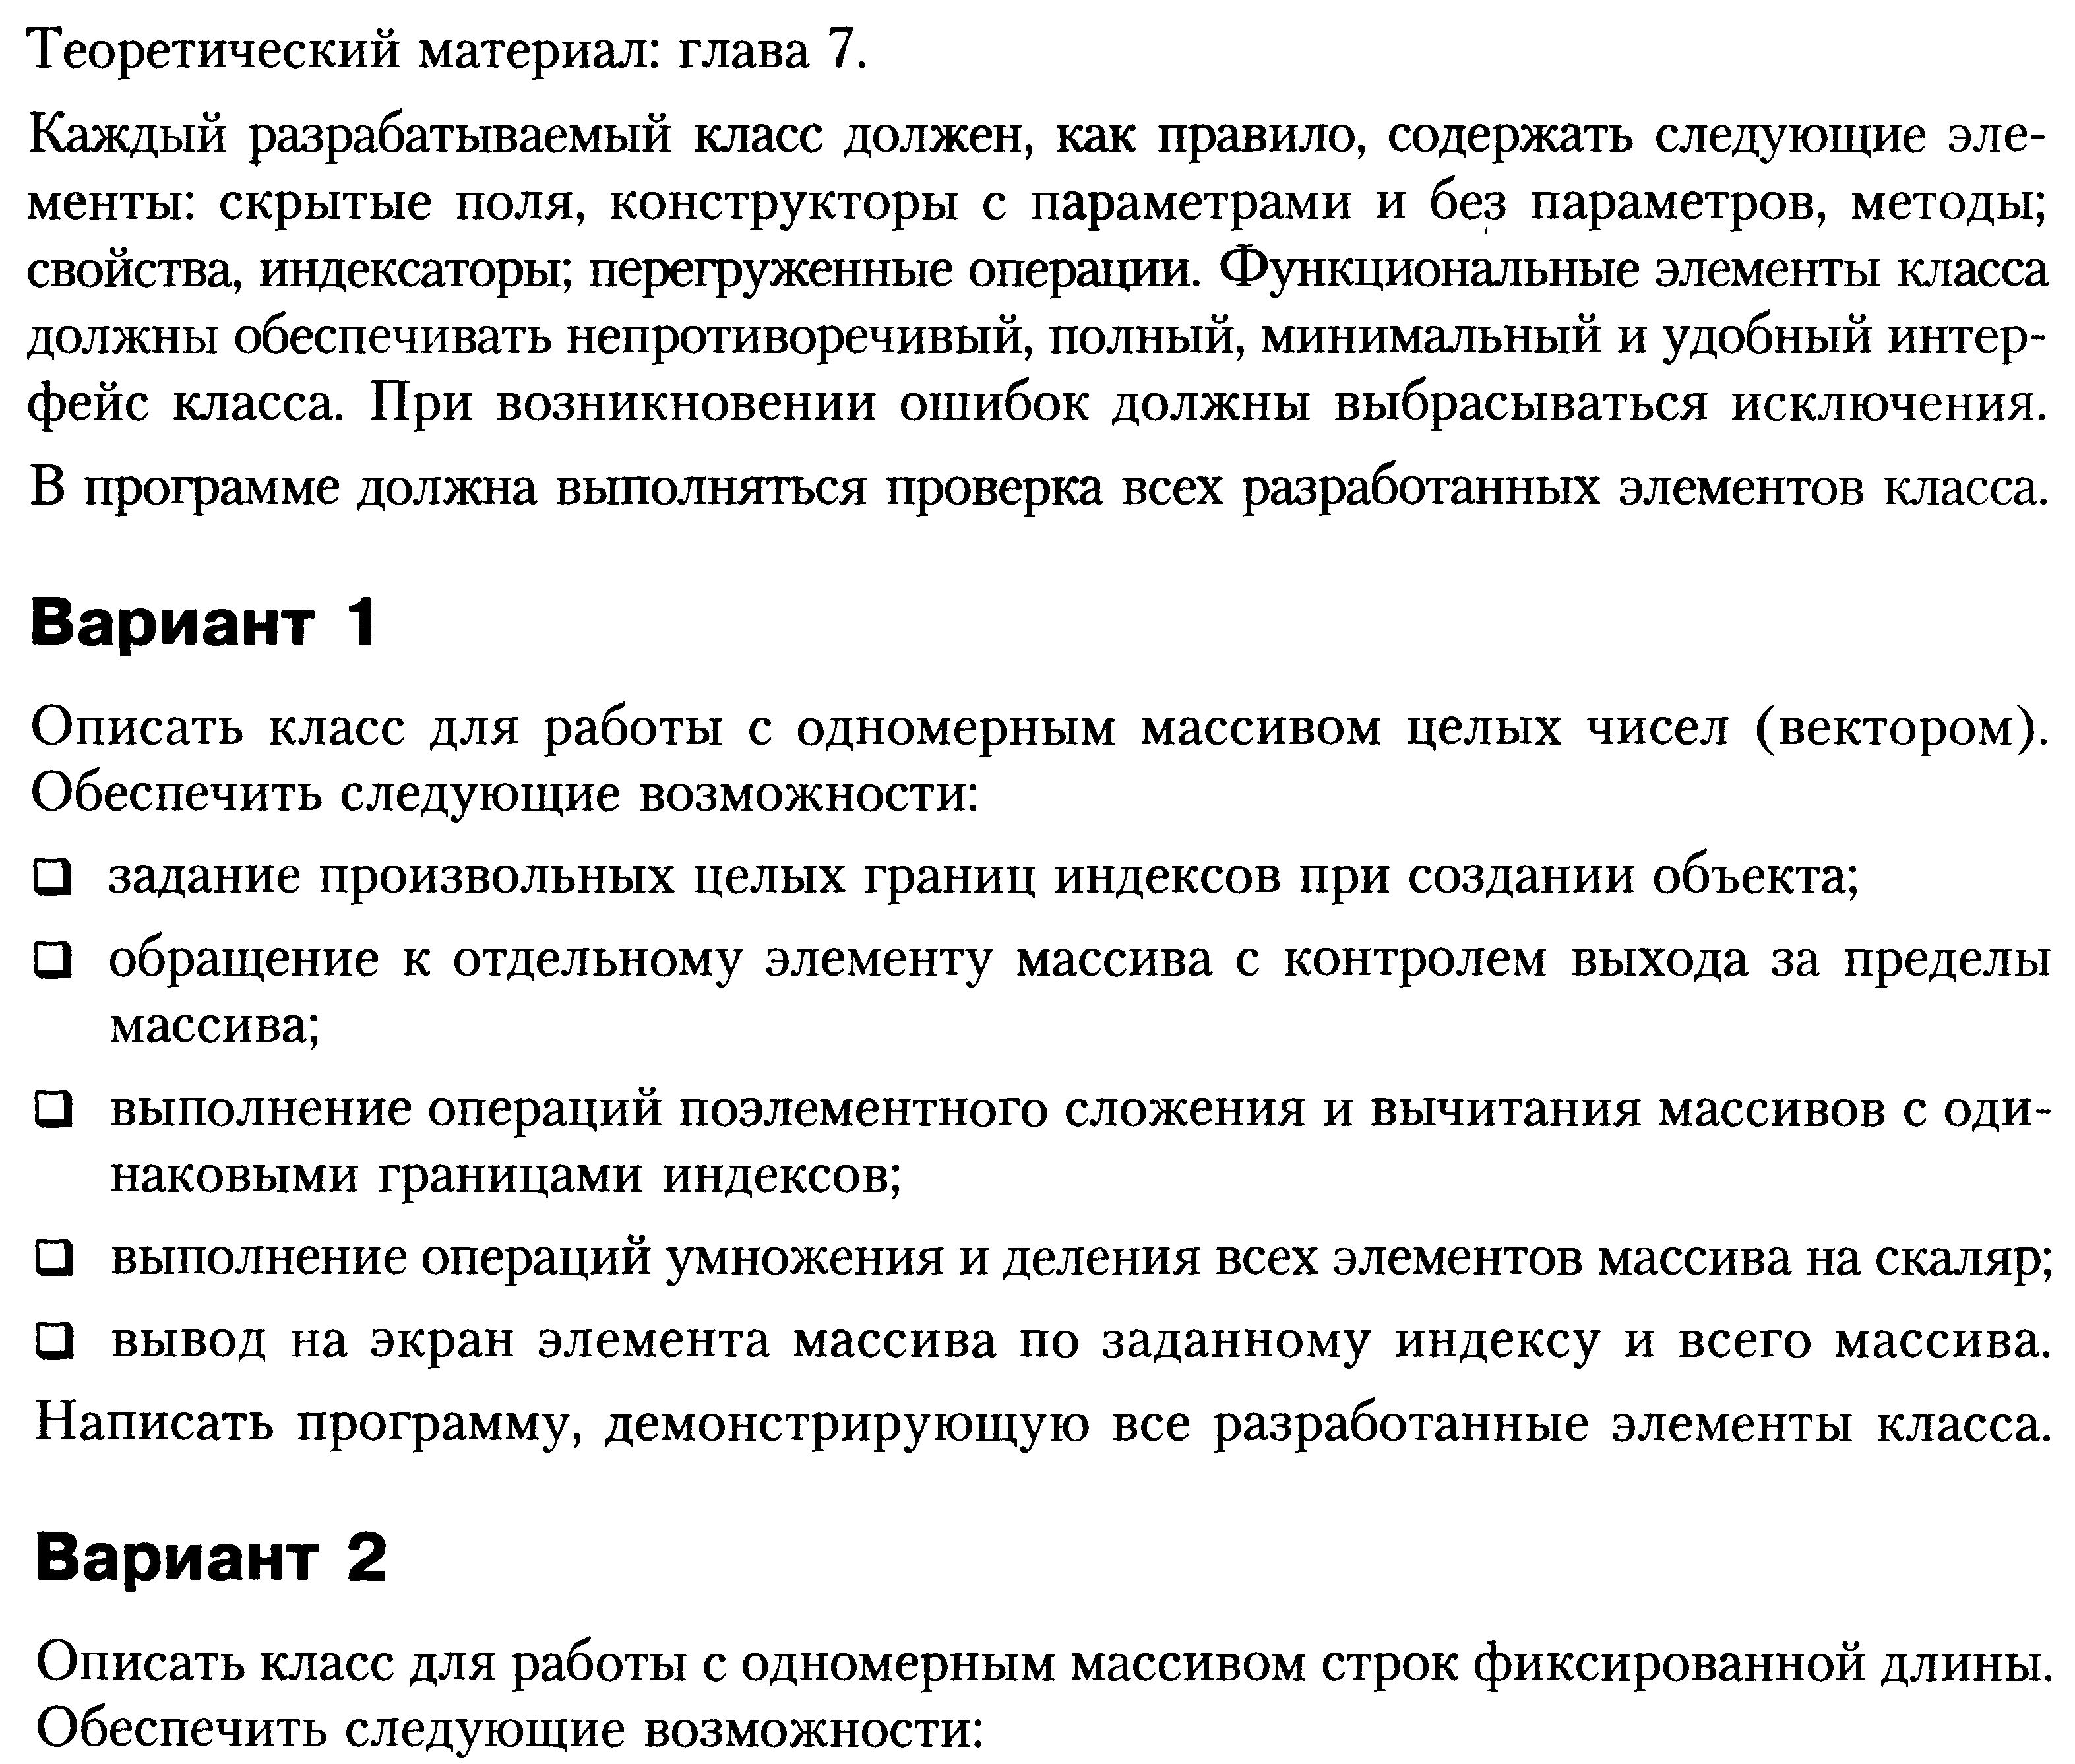 Теоретический материал: глава 7.
Каждый разрабатываемый класс должен, как правило, содержать следующие эле-
менты: скрытые поля, конструкторы с параметрами и без параметров, методы;
свойства, индексаторы; перегруженные операции. Функциональные элементы класса
должны обеспечивать непротиворечивый, полный, минимальный и удобный интер-
фейс класса. При возникновении ошибок должны выбрасываться исключения.
В программе должна выполняться проверка всех разработанных элементов класса.
Вариант 1
Описать класс для работы с одномерным массивом целых чисел (вектором).
Обеспечить следующие возможности:
❏ задание произвольных целых границ индексов при создании объекта;
❏ обращение к отдельному элементу массива с контролем выхода за пределы
массива;
❏ выполнение операций поэлементного сложения и вычитания массивов с оди-
наковыми границами индексов;
❏ выполнение операций умножения и деления всех элементов массива на скаляр;
❏ вывод на экран элемента массива по заданному индексу и всего массива.
Написать программу, демонстрирующую все разработанные элементы класса.
Вариант 2
Описать класс для работы с одномерным массивом строк фиксированной длины.
Обеспечить следующие возможности: